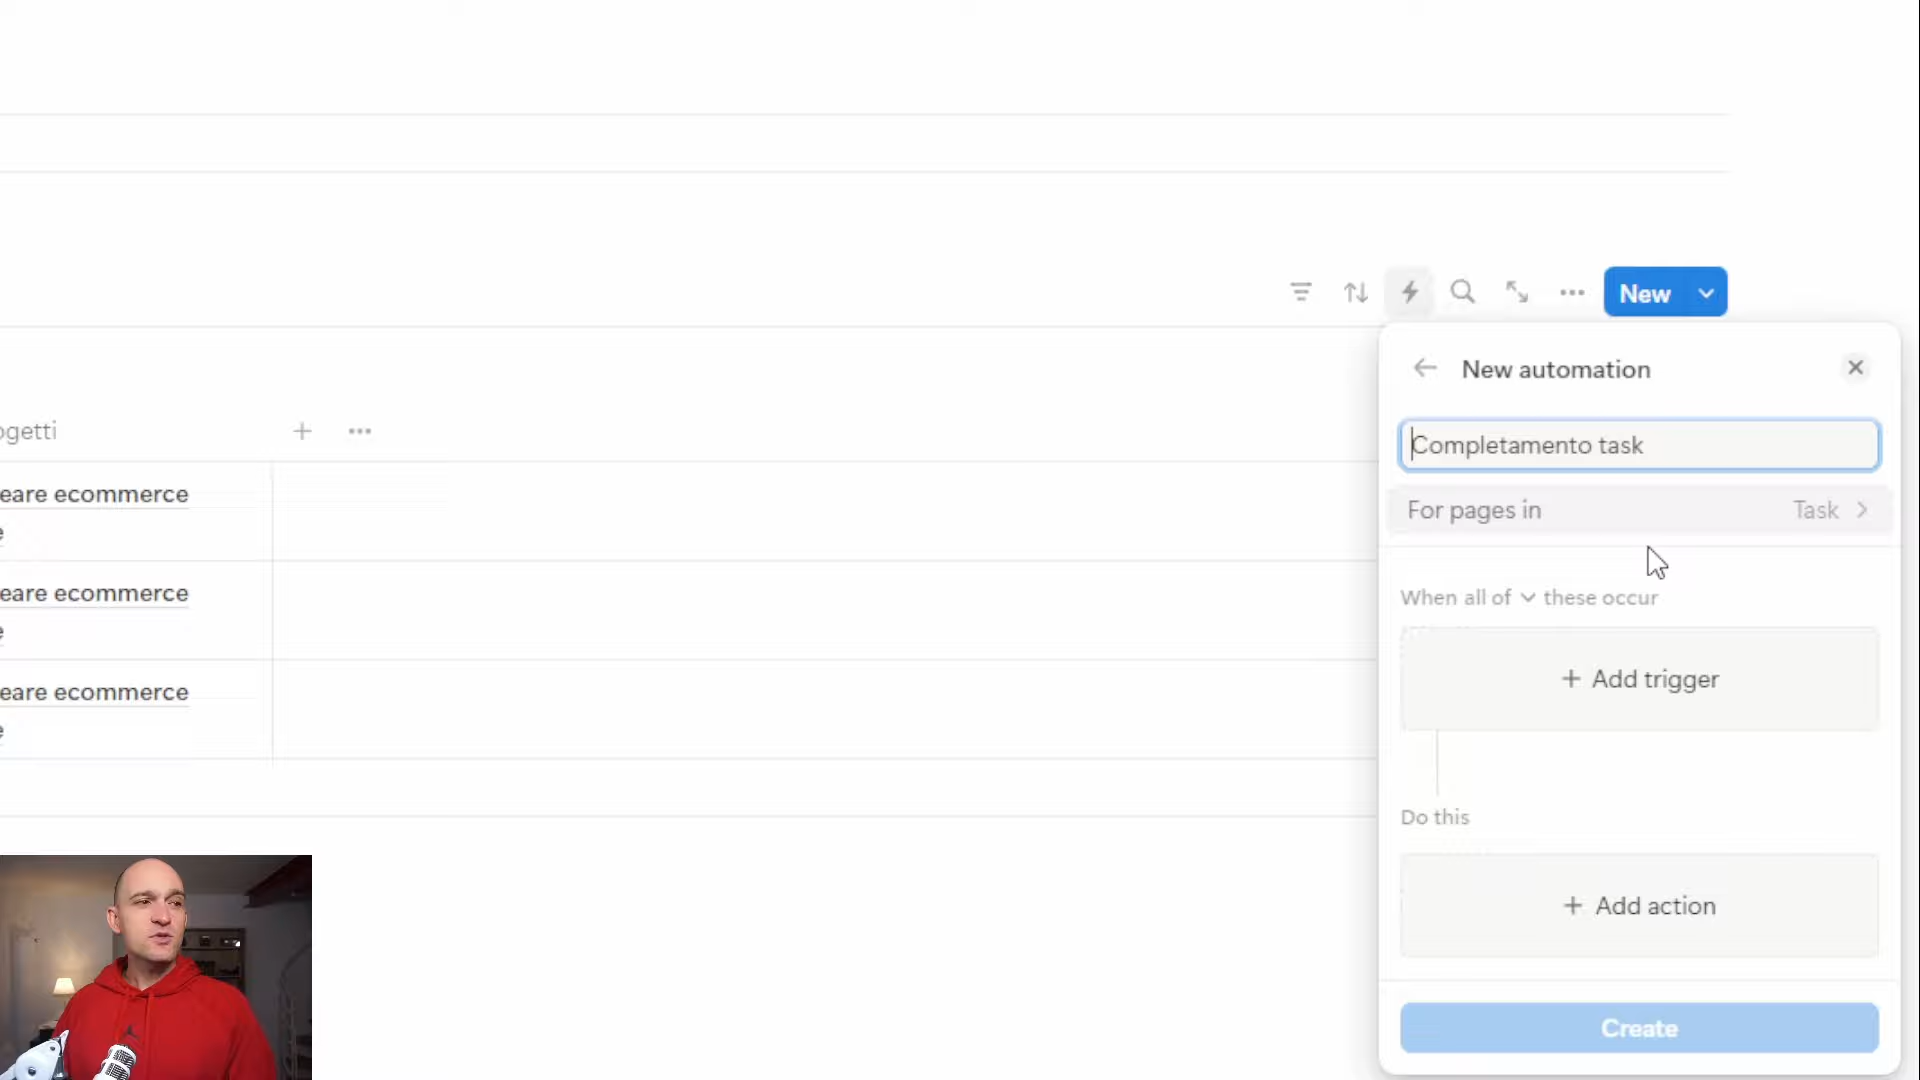 New
New automation
Completamento task
For pages in Task
ogetti
When all of these occur
eare ecommerce
e
eare ecommerce
e
eare ecommerce
e
+ Add trigger
Do this
+ Add action
Create